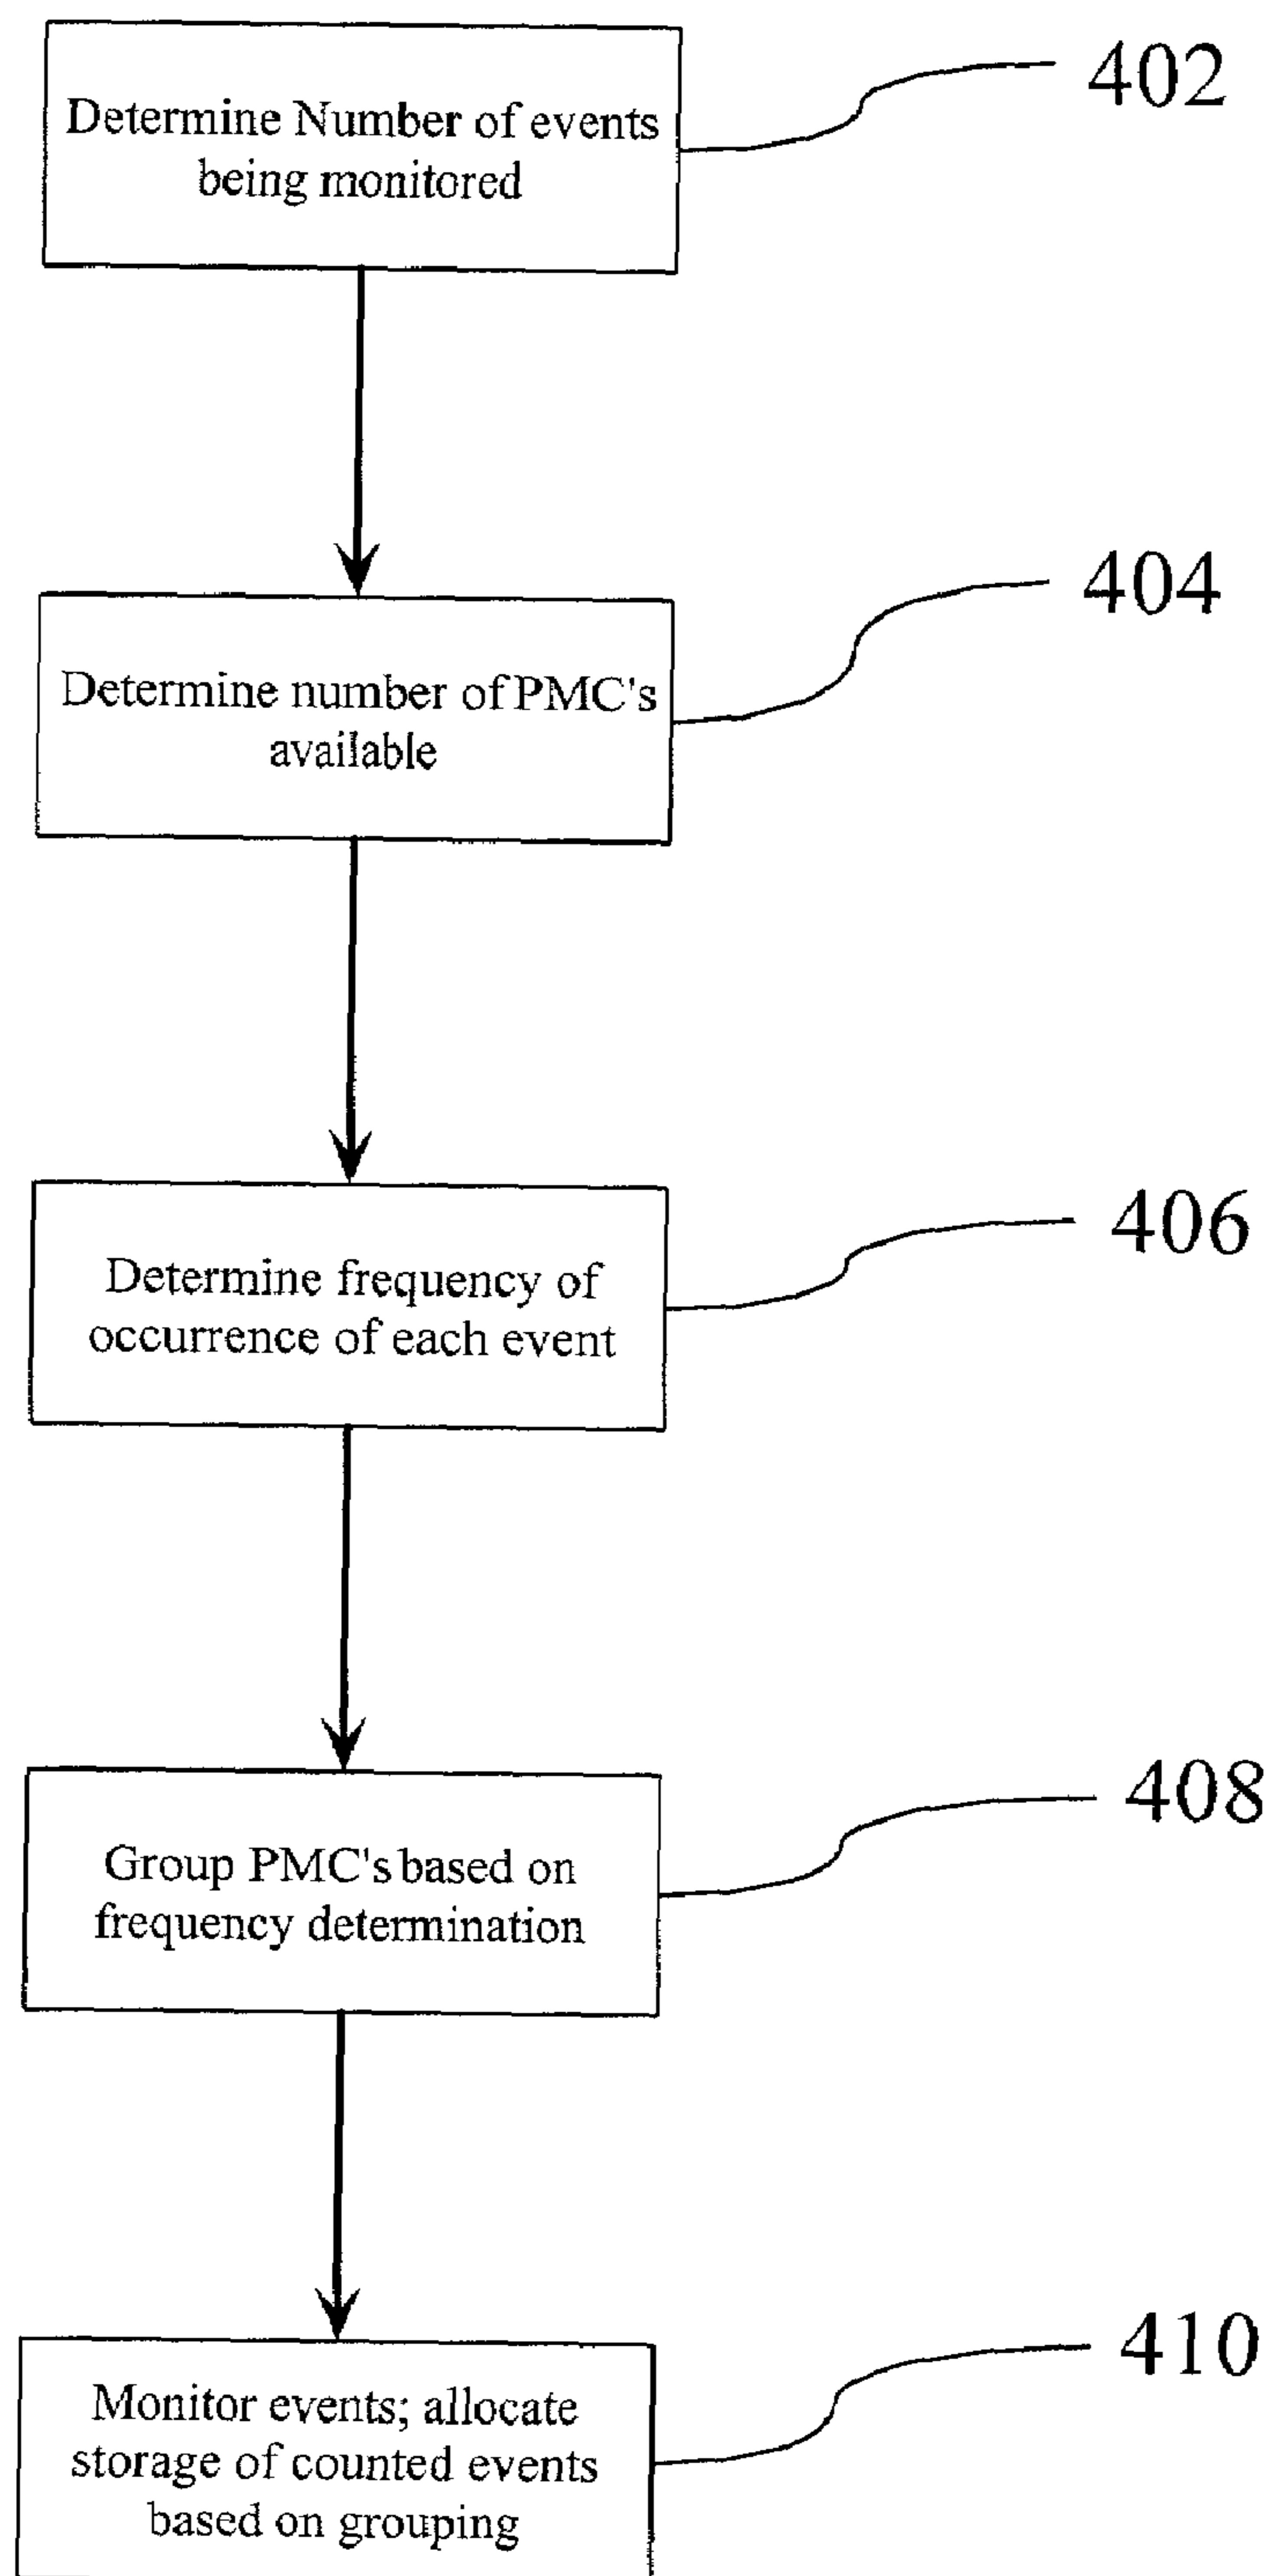 Determine Number of events
being monitored
402
Determine number of PMC's
available
404
Determine frequency of
occurrence of each event
406
Group PMC's based on
frequency determination
408
Monitor events; allocate
storage of counted events
based on grouping
410